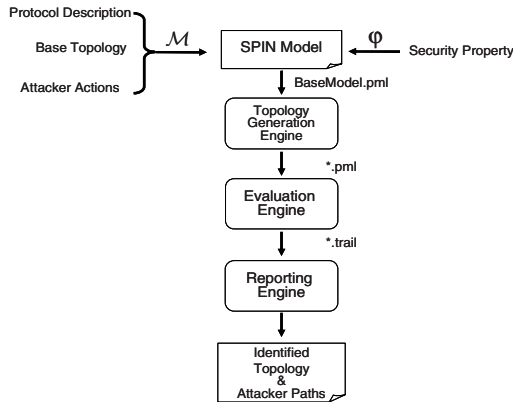 Protocol Description
Base Topology
Attacker Actions
ℳ
SPIN Model
φ
Security Property
BaseModel.pml
Topology
Generation
Engine
*.pml
Evaluation
Engine
*.trail
Reporting
Engine
Identified
Topology
&
Attacker Paths